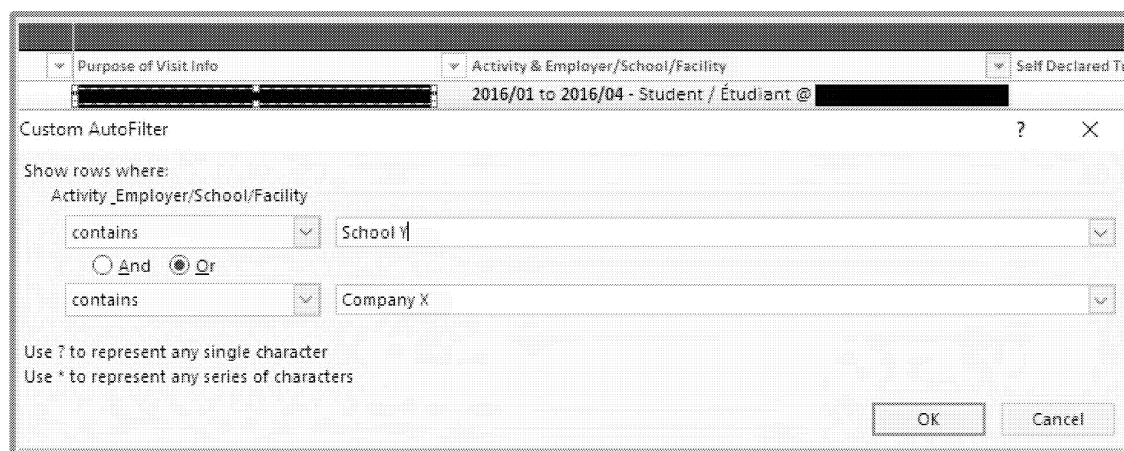 Purpose of Visit Info Activity & Employer/School/Facility Self Declared
2016/01 to 2016/04 - Student / Étudiant @
Custom AutoFilter ? X
Show rows where:
Activity_Employer/School/Facility
contains School Y
And Or
contains Company X
Use ? to represent any single character
Use * to represent any series of characters
OK Cancel